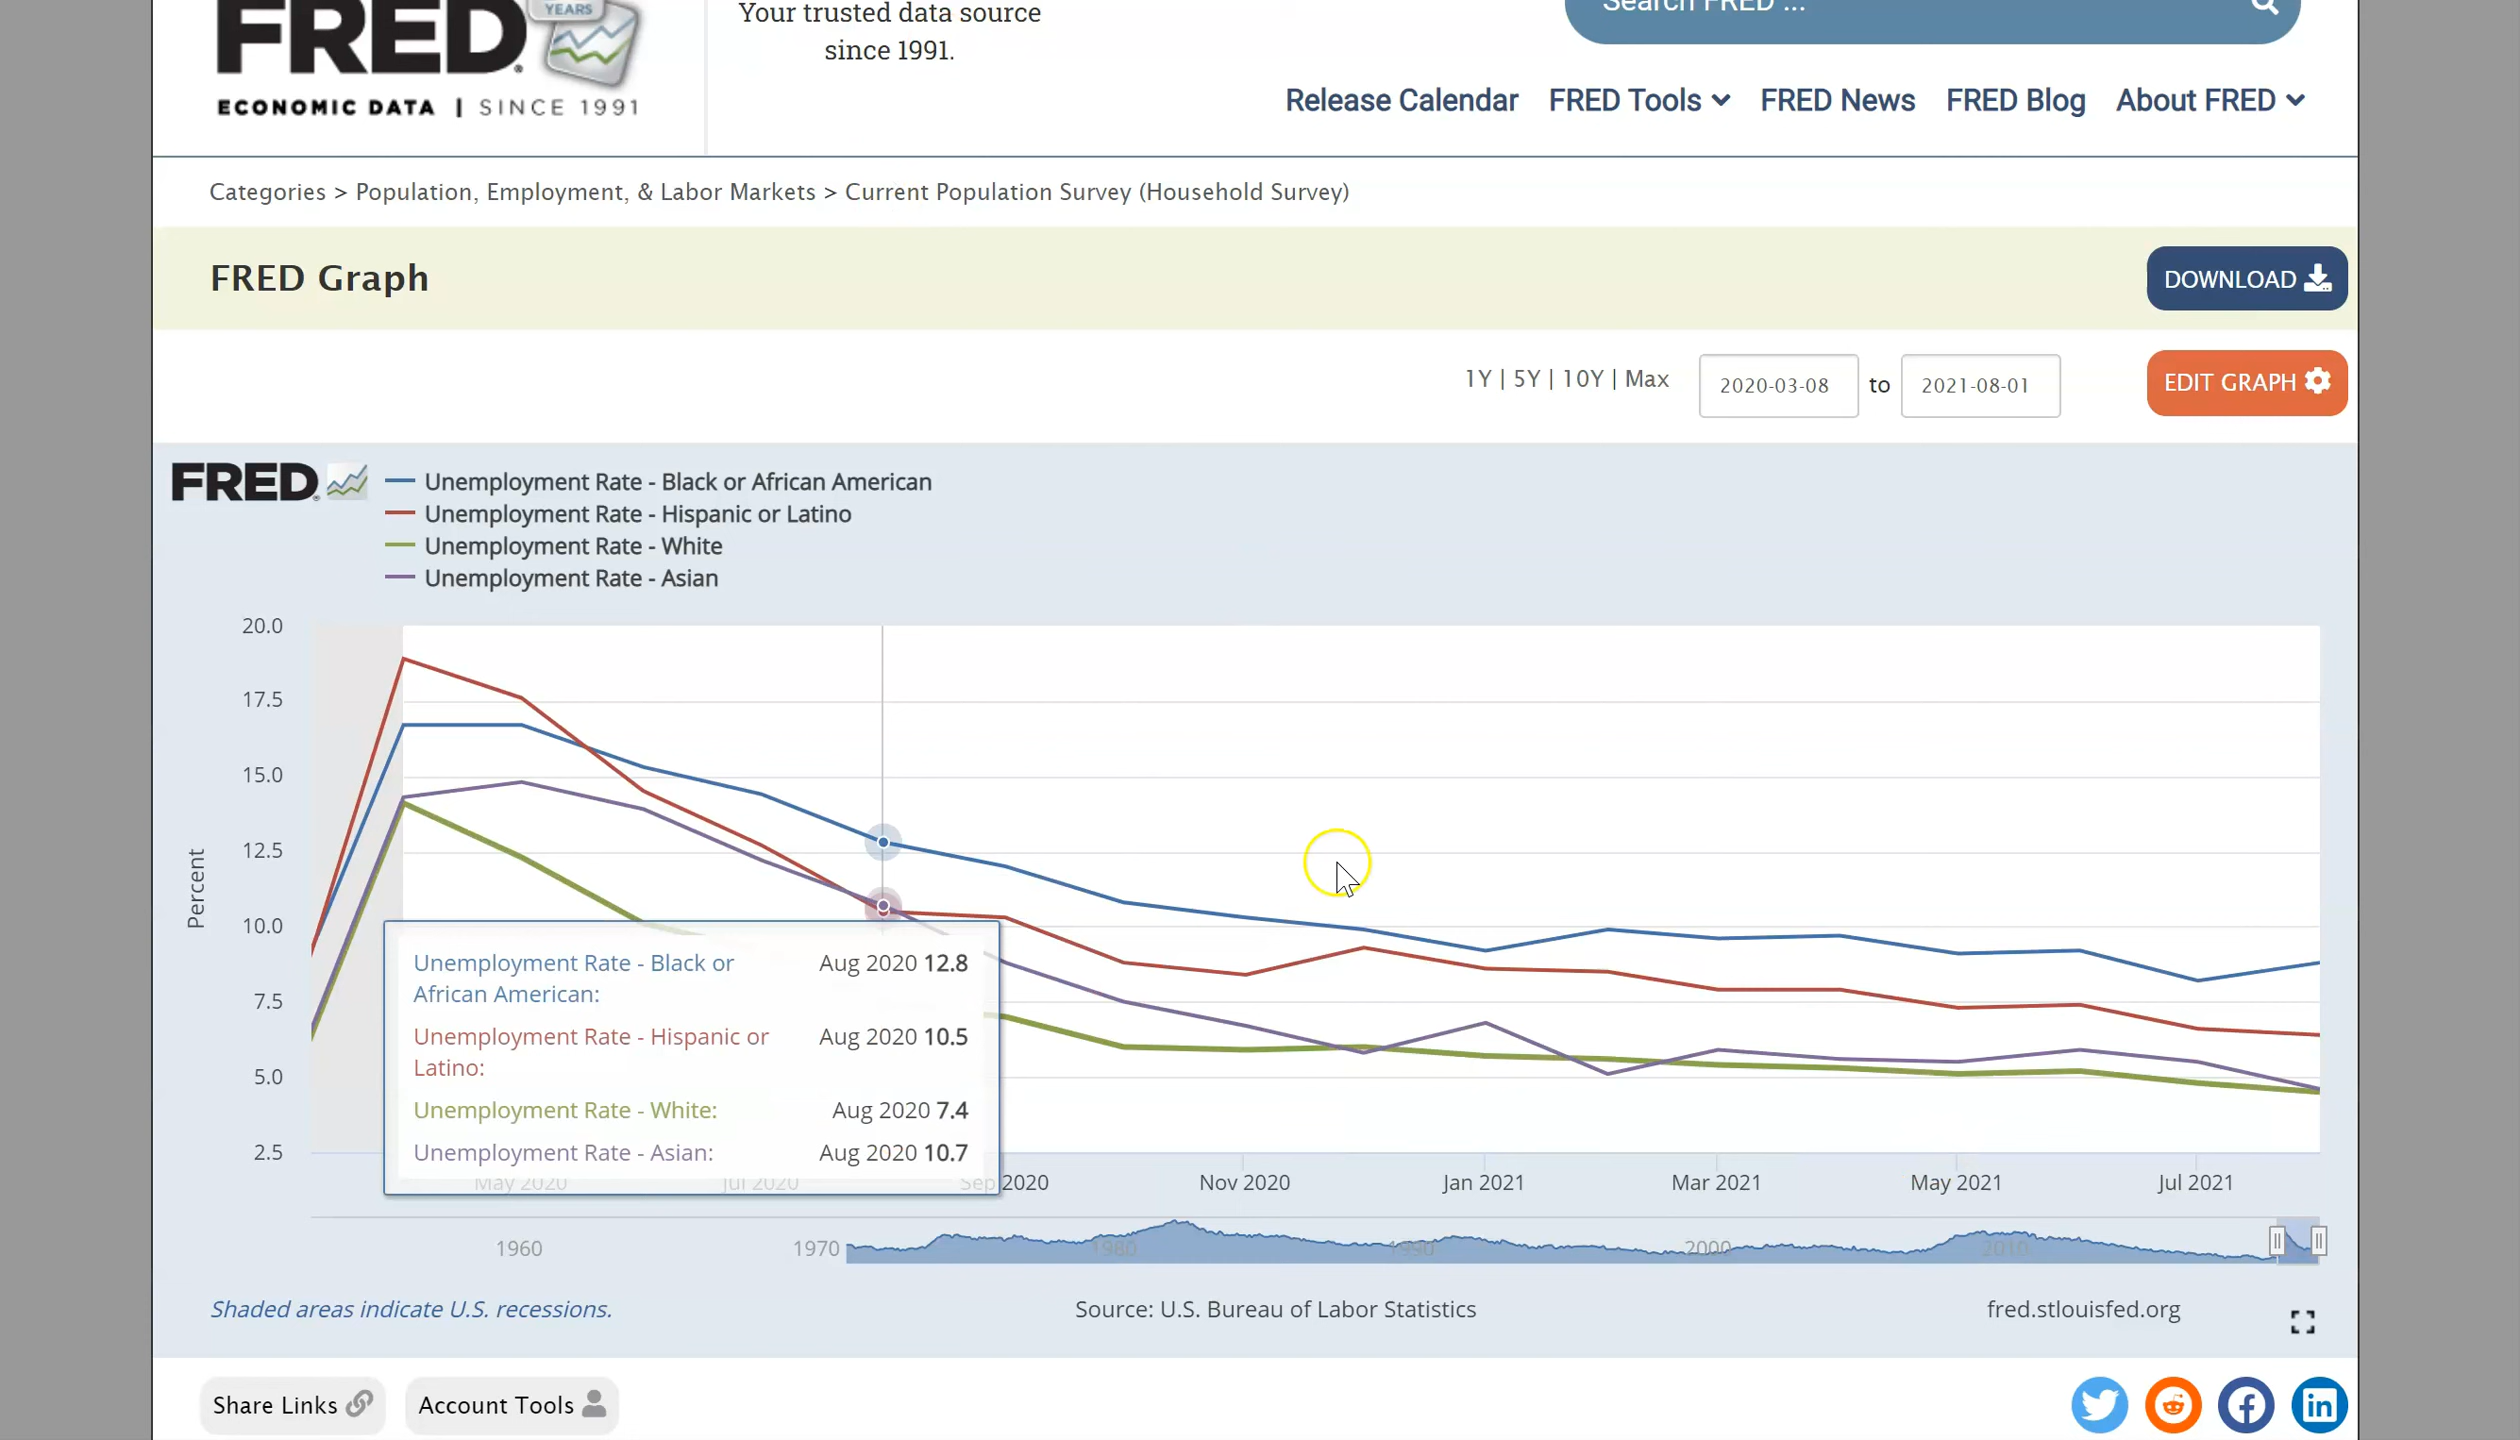 FRED
YEARS
ECONOMIC DATA | SINCE 1991
Your trusted data source
since 1991.
Search FRED ...
Release Calendar FRED Tools FRED News FRED Blog About FRED
Categories > Population, Employment, & Labor Markets > Current Population Survey (Household Survey)
FRED Graph
DOWNLOAD
1Y | 5Y | 10Y | Max 2020-03-08 to 2021-08-01
EDIT GRAPH
FRED
Unemployment Rate - Black or African American
Unemployment Rate - Hispanic or Latino
Unemployment Rate - White
Unemployment Rate - Asian
20.0
17.5
15.0
12.5
10.0
7.5
5.0
2.5
Percent
Unemployment Rate - Black or
African American:
Aug 2020 12.8
Unemployment Rate - Hispanic or
Latino:
Aug 2020 10.5
Unemployment Rate - White: Aug 2020 7.4
Unemployment Rate - Asian: Aug 2020 10.7
May 2020 Jul 2020 Sep 2020 Nov 2020 Jan 2021 Mar 2021 May 2021 Jul 2021
1960 1970 1980 1990 2000 2010
Shaded areas indicate U.S. recessions. Source: U.S. Bureau of Labor Statistics fred.stlouisfed.org
Share Links Account Tools
in